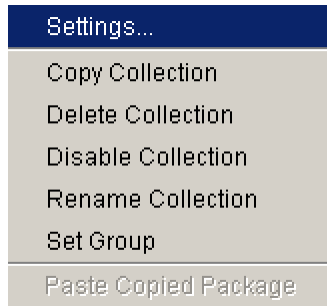 Settings...
Copy Collection
Delete Collection
Disable Collection
Rename Collection
Set Group
Paste Copied Package